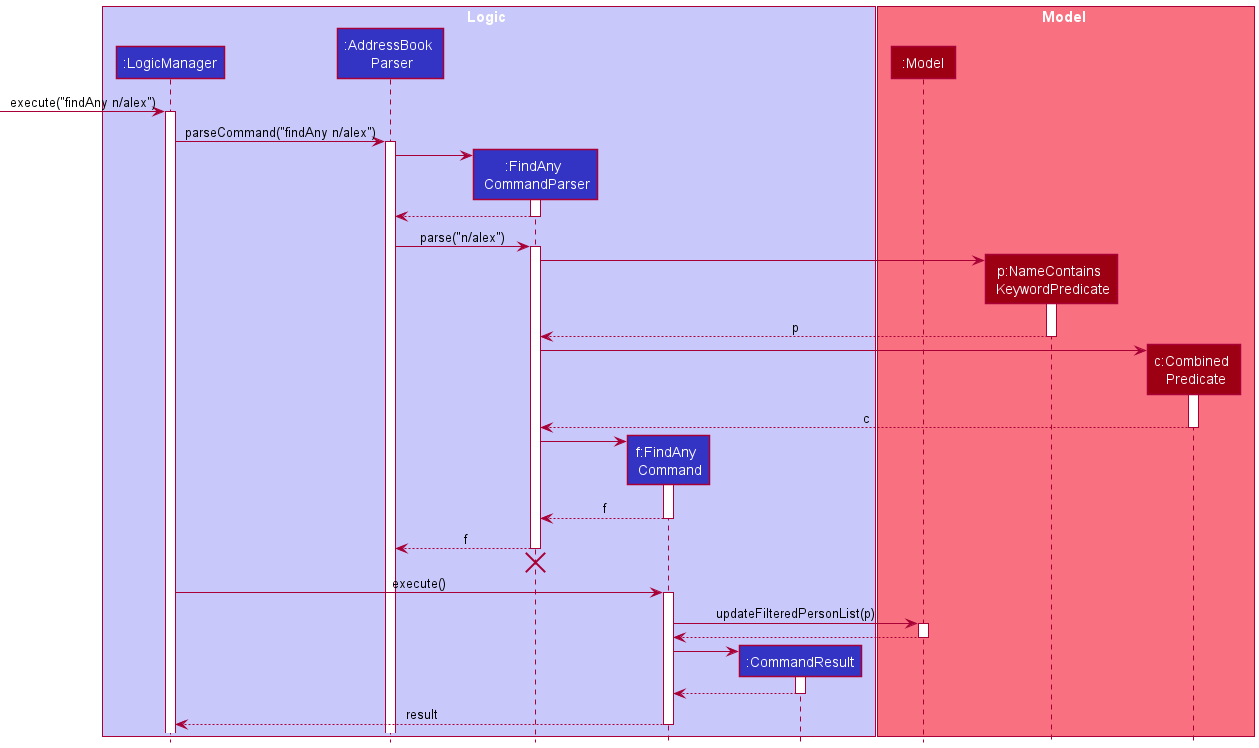 Logic
Model
:LogicManager
:AddressBook
Parser
:Model
execute("findAny n/alex")
parseCommand("findAny n/alex")
:FindAny
CommandParser
parse("n/alex")
p:NameContains
KeywordPredicate
p
c:Combined
Predicate
c
f:FindAny
Command
f
f
execute()
updateFilteredPersonList(p)
:CommandResult
result